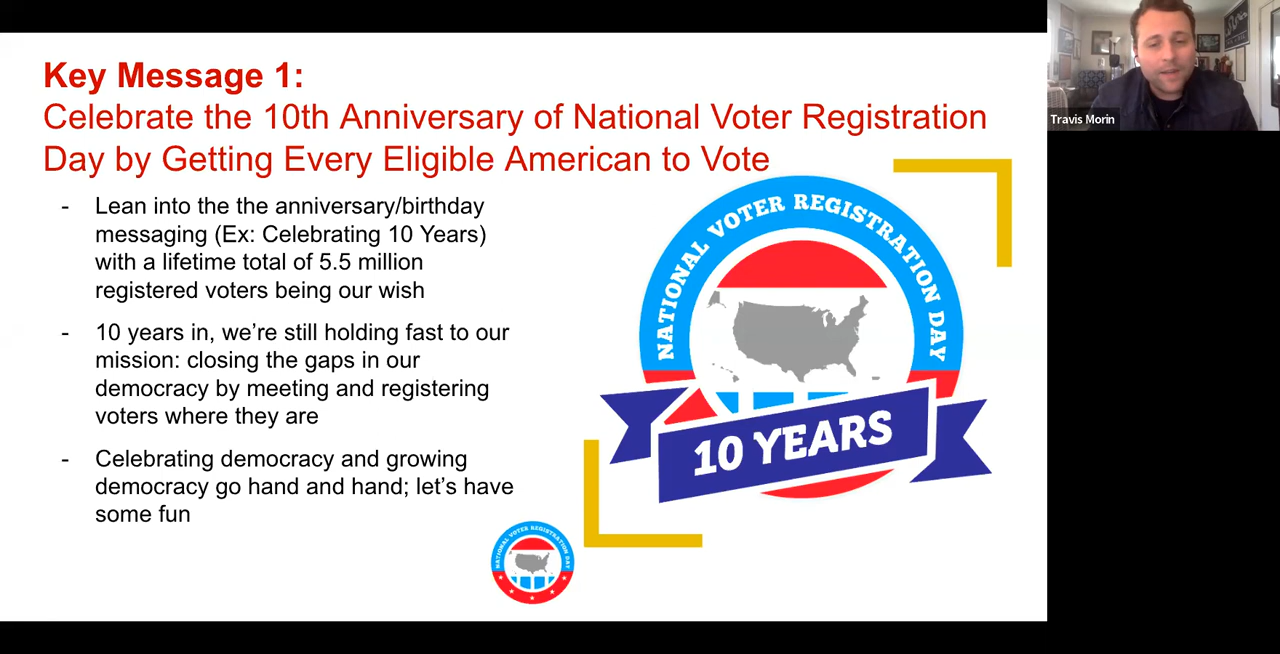 Key Message 1:
Celebrate the 10th Anniversary of National Voter Registration
Day by Getting Every Eligible American to Vote
- Lean into the the anniversary/birthday
messaging (Ex: Celebrating 10 Years)
with a lifetime total of 5.5 million
registered voters being our wish
- 10 years in, we’re still holding fast to our
mission: closing the gaps in our
democracy by meeting and registering
voters where they are
- Celebrating democracy and growing
democracy go hand and hand; let’s have
some fun
NATIONAL VOTER REGISTRATION DAY
10 YEARS
NATIONAL VOTER REGISTRATION DAY
Travis Morin